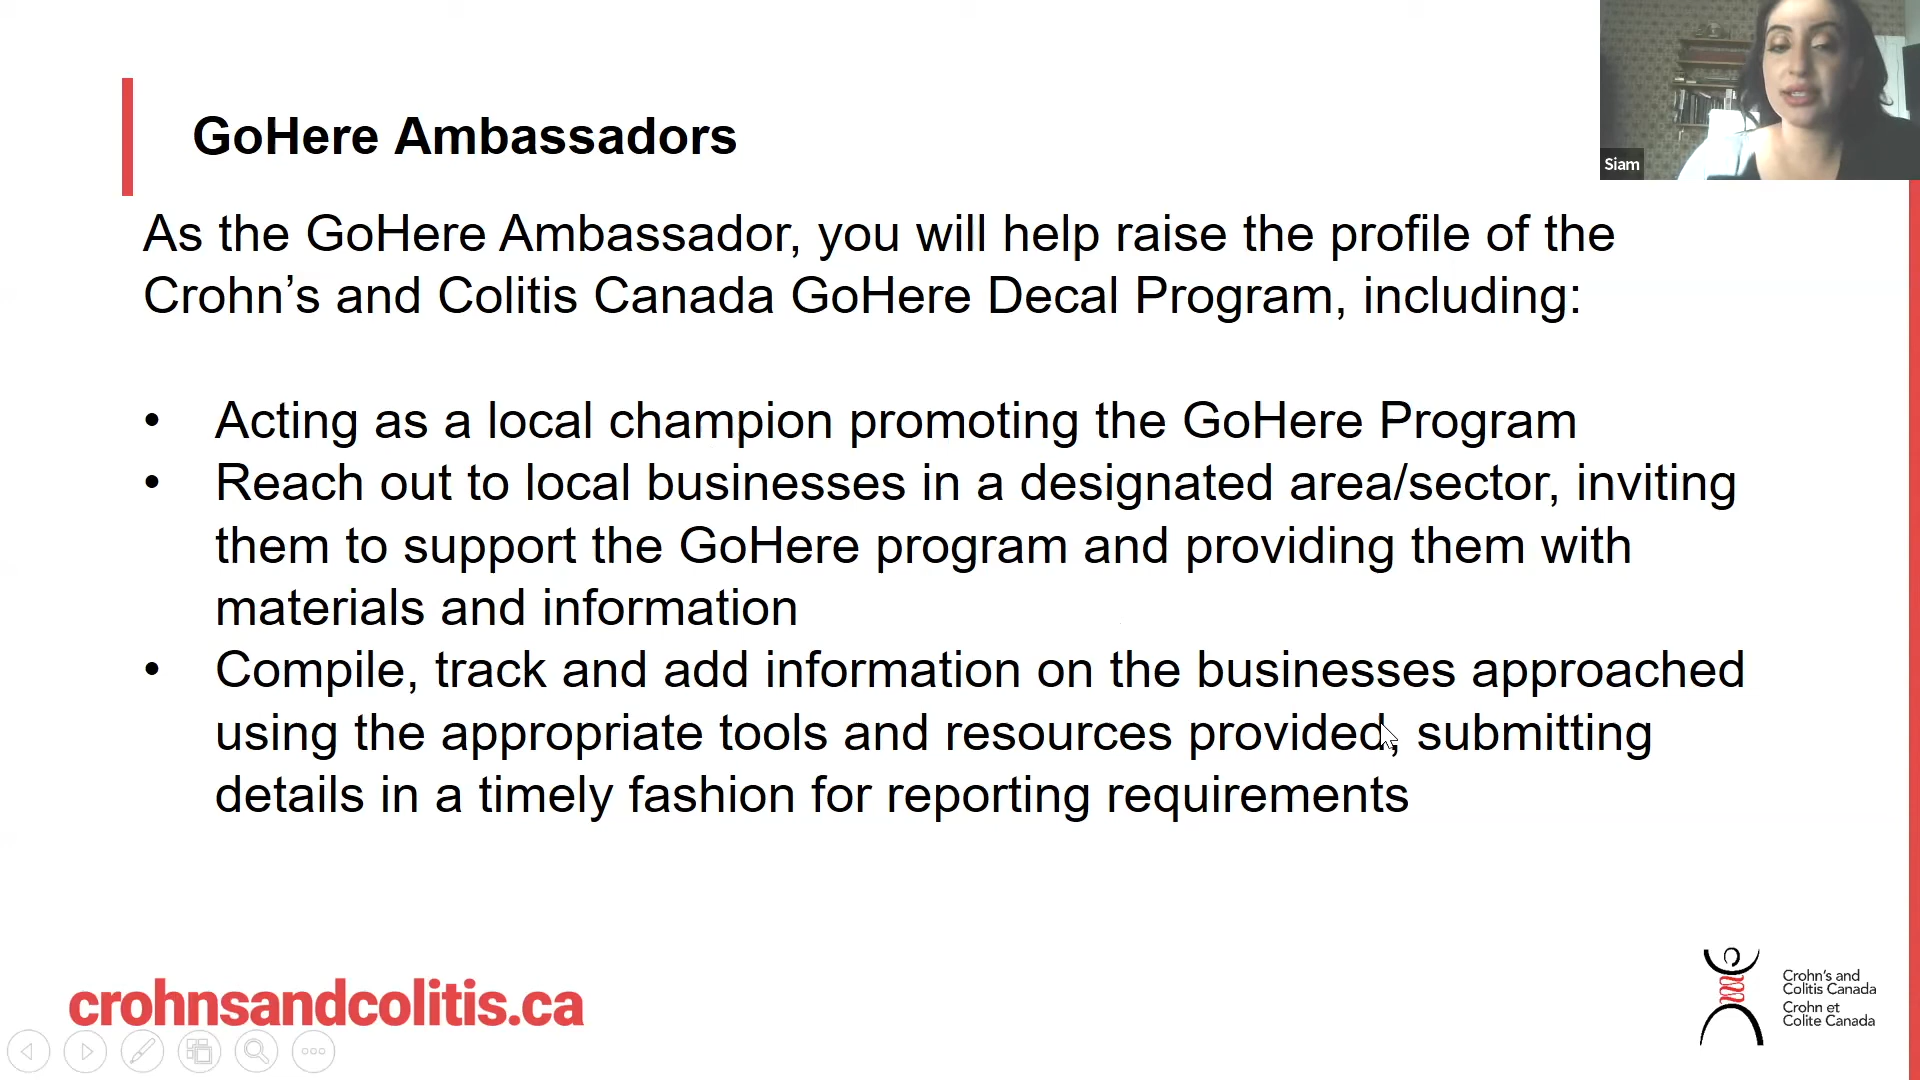 GoHere Ambassadors
Siam
As the GoHere Ambassador, you will help raise the profile of the
Crohn’s and Colitis Canada GoHere Decal Program, including:
• Acting as a local champion promoting the GoHere Program
• Reach out to local businesses in a designated area/sector, inviting
them to support the GoHere program and providing them with
materials and information
• Compile, track and add information on the businesses approached
using the appropriate tools and resources provided, submitting
details in a timely fashion for reporting requirements
crohnsandcolitis.ca
Crohn's and
Colitis Canada
Crohn et
Colite Canada